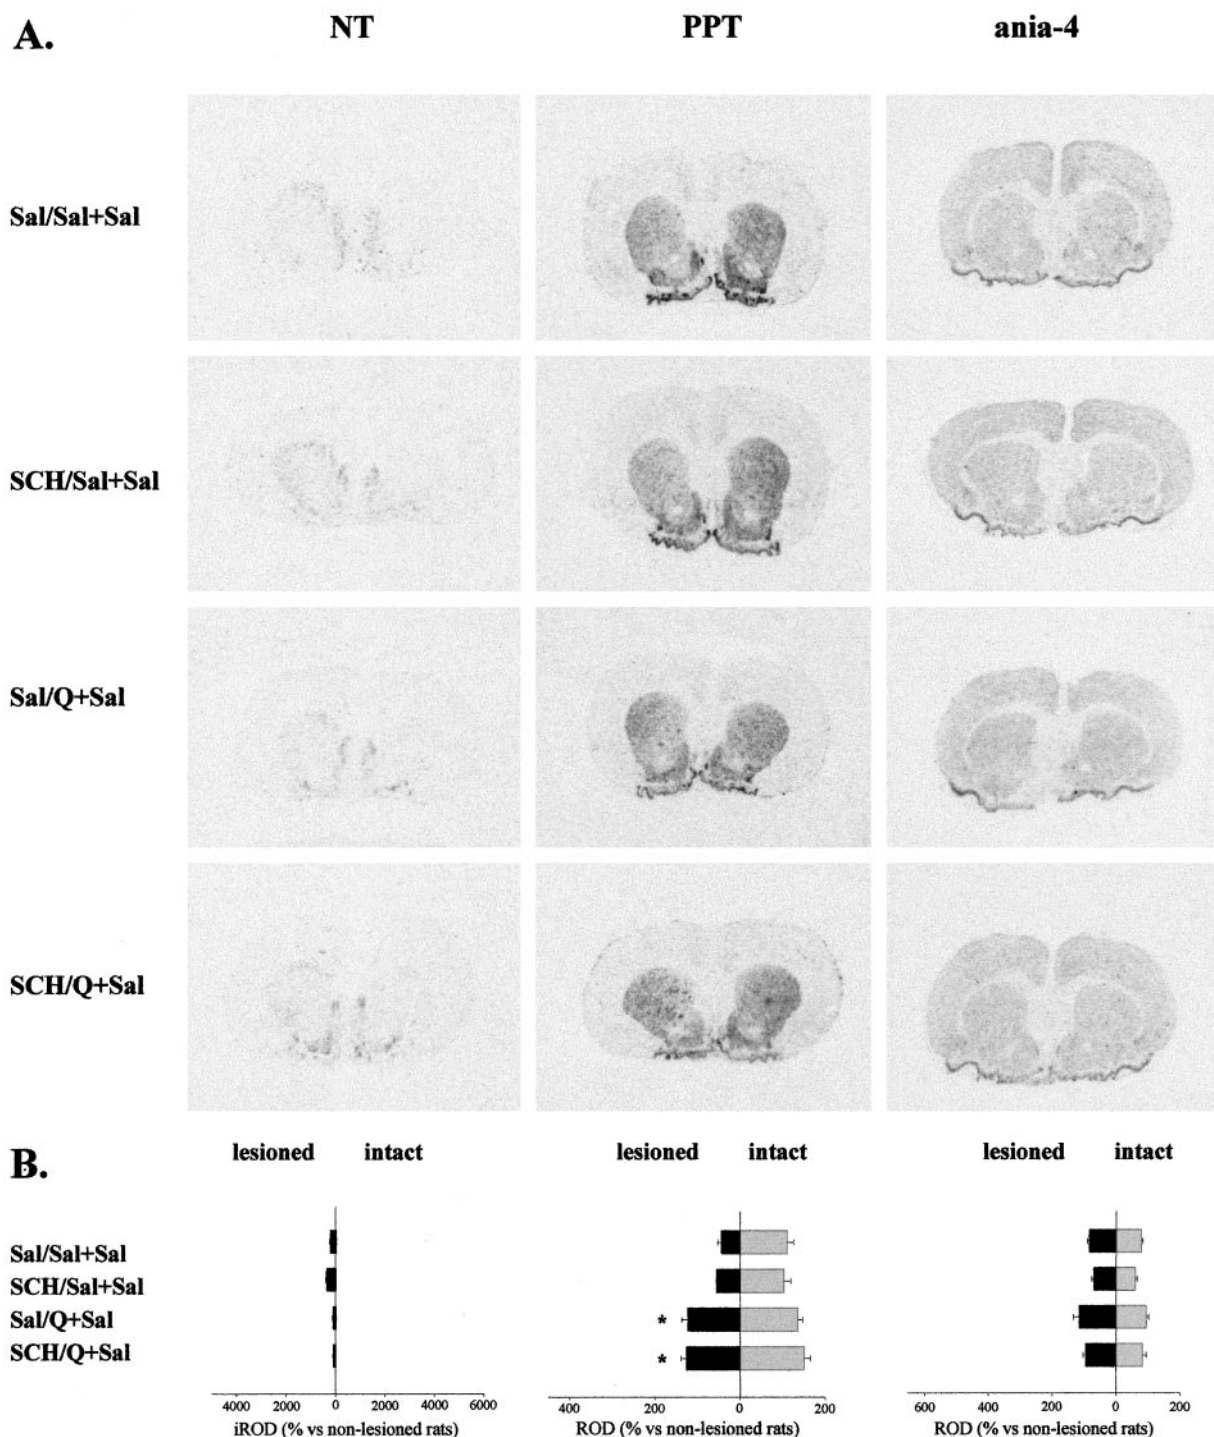 A.
NT PPT ania-4
Sal/Sal+Sal
SCH/Sal+Sal
Sal/Q+Sal
SCH/Q+Sal
B.
lesioned intact lesioned intact lesioned intact
Sal/Sal+Sal
SCH/Sal+Sal
Sal/Q+Sal *
SCH/Q+Sal *
4000 2000 0 2000 4000 6000 400 200 0 200 600 400 200 0 200
iROD (% vs non-lesioned rats) ROD (% vs non-lesioned rats) ROD (% vs non-lesioned rats)